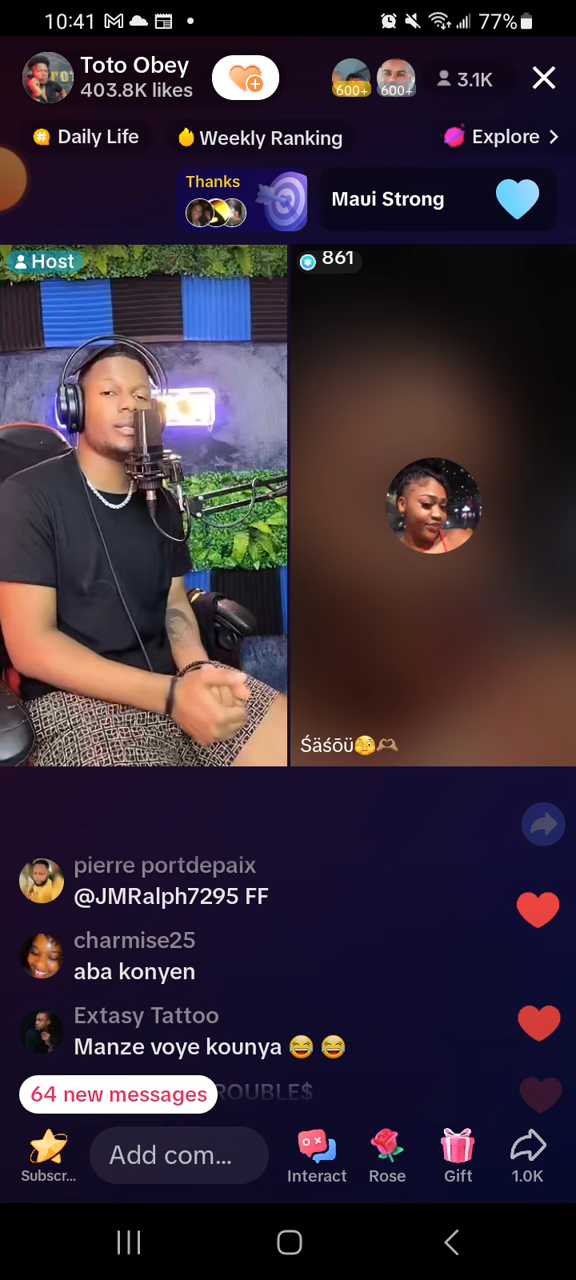 10:41
77%
Toto Obey
403.8K likes
600+
600+
3.1K
Daily Life
Weekly Ranking
Explore
Thanks
Maui Strong
Host
861
Śäśōü
pierre portdepaix
@JMRalph7295 FF
charmise25
aba konyen
Extasy Tattoo
Manze voye kounya 😂 😂
64 new messages
ROUBLE$
Subscr...
Add com...
Interact
Rose
Gift
1.0K